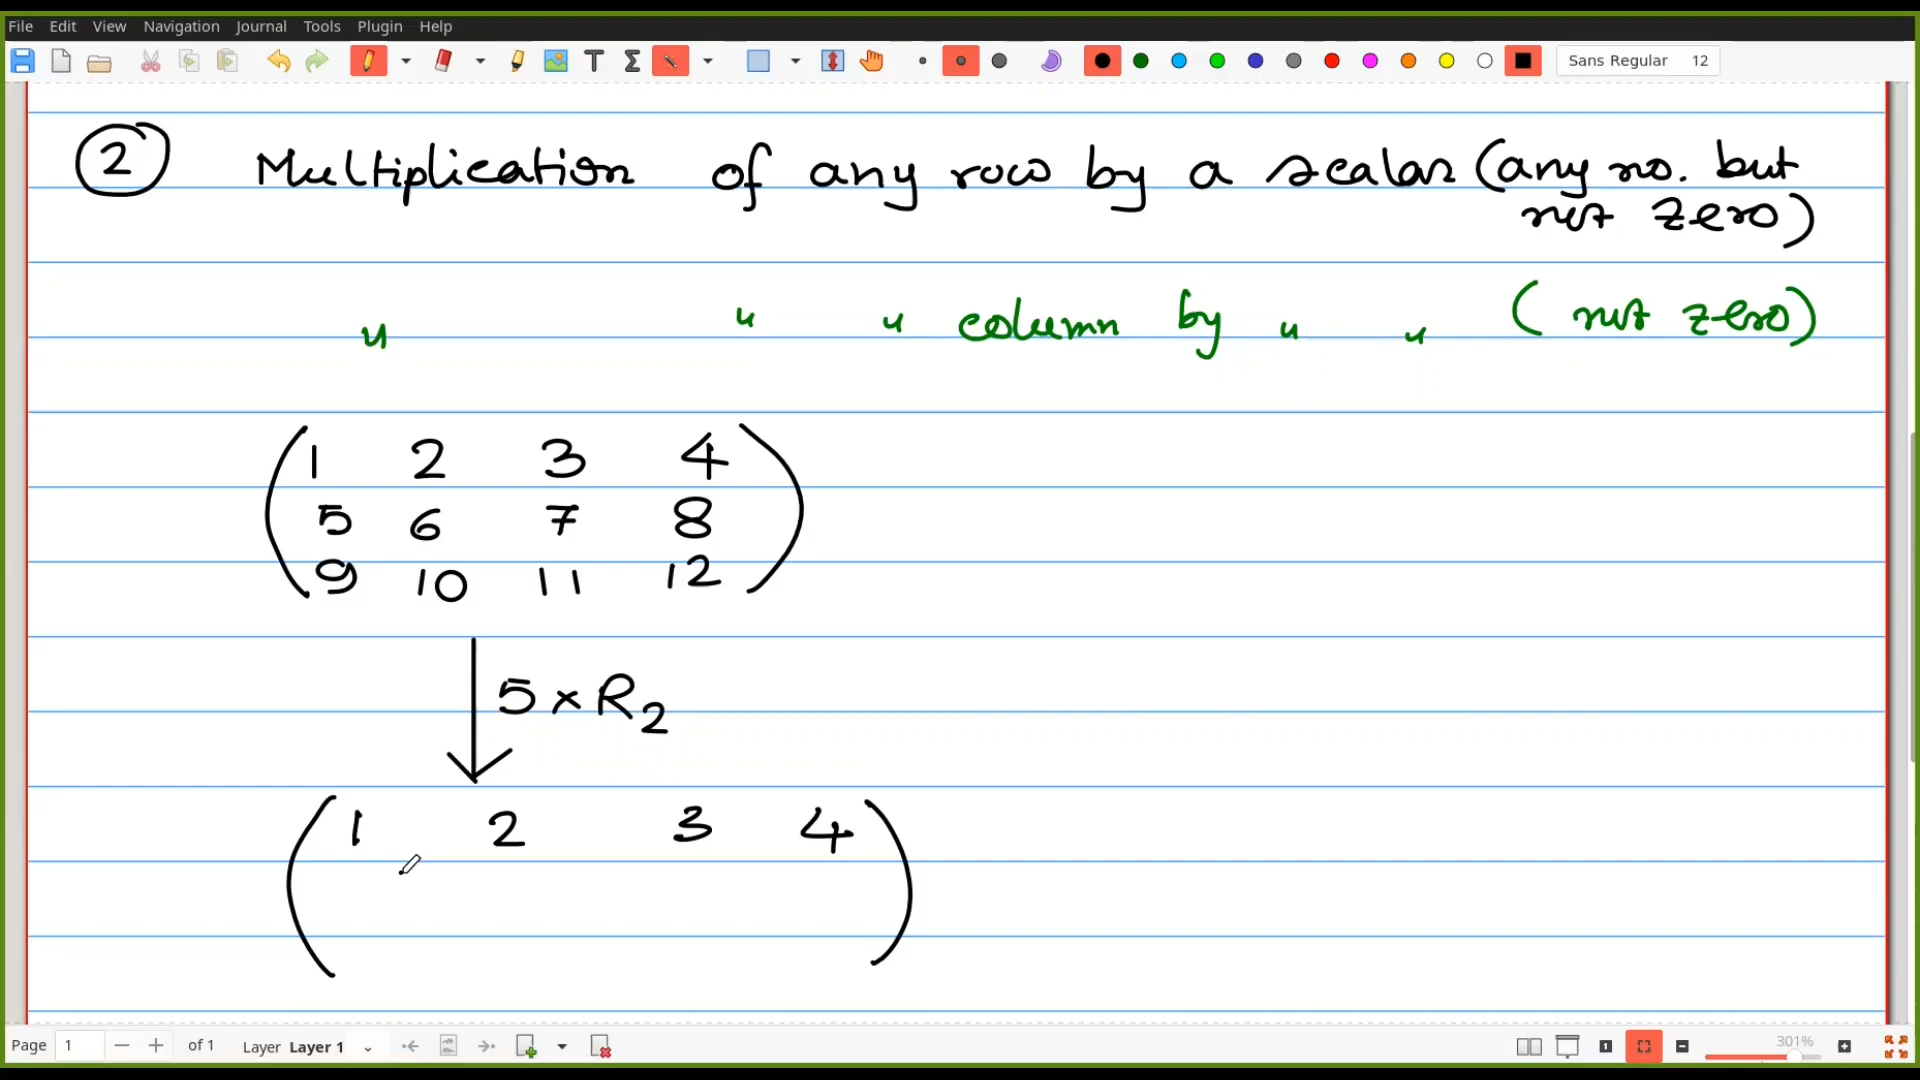 File Edit View Navigation Journal Tools Plugin Help
Sans Regular 12
2 Multiplication of any row by a scalar (any no. but
not zero)
" " " column by " " (not zero)
1 2 3 4
5 6 7 8
9 10 11 12
5 × R2
1 2 3 4
Page 1 of 1 Layer Layer 1 301%